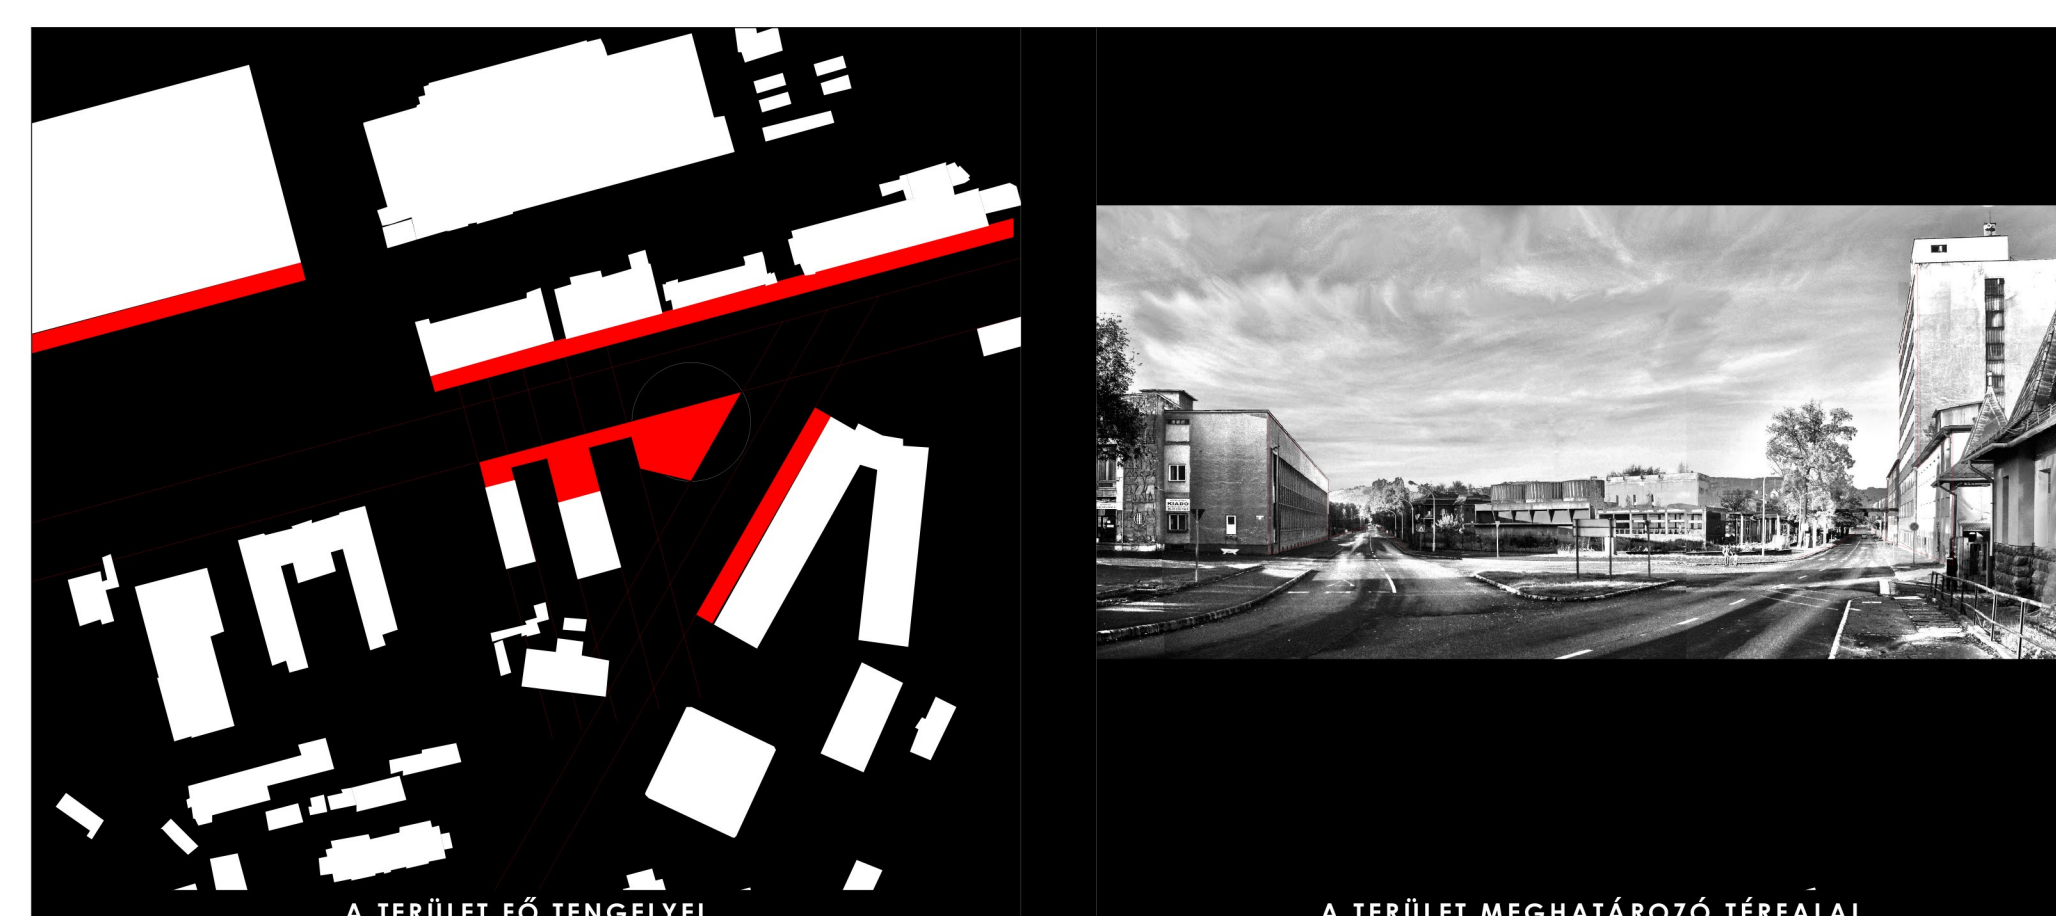 KIADÓ
A TERÜLET FŐ TENGELYEI
A TERÜLET MEGHATÁROZÓ TÉRFALAI